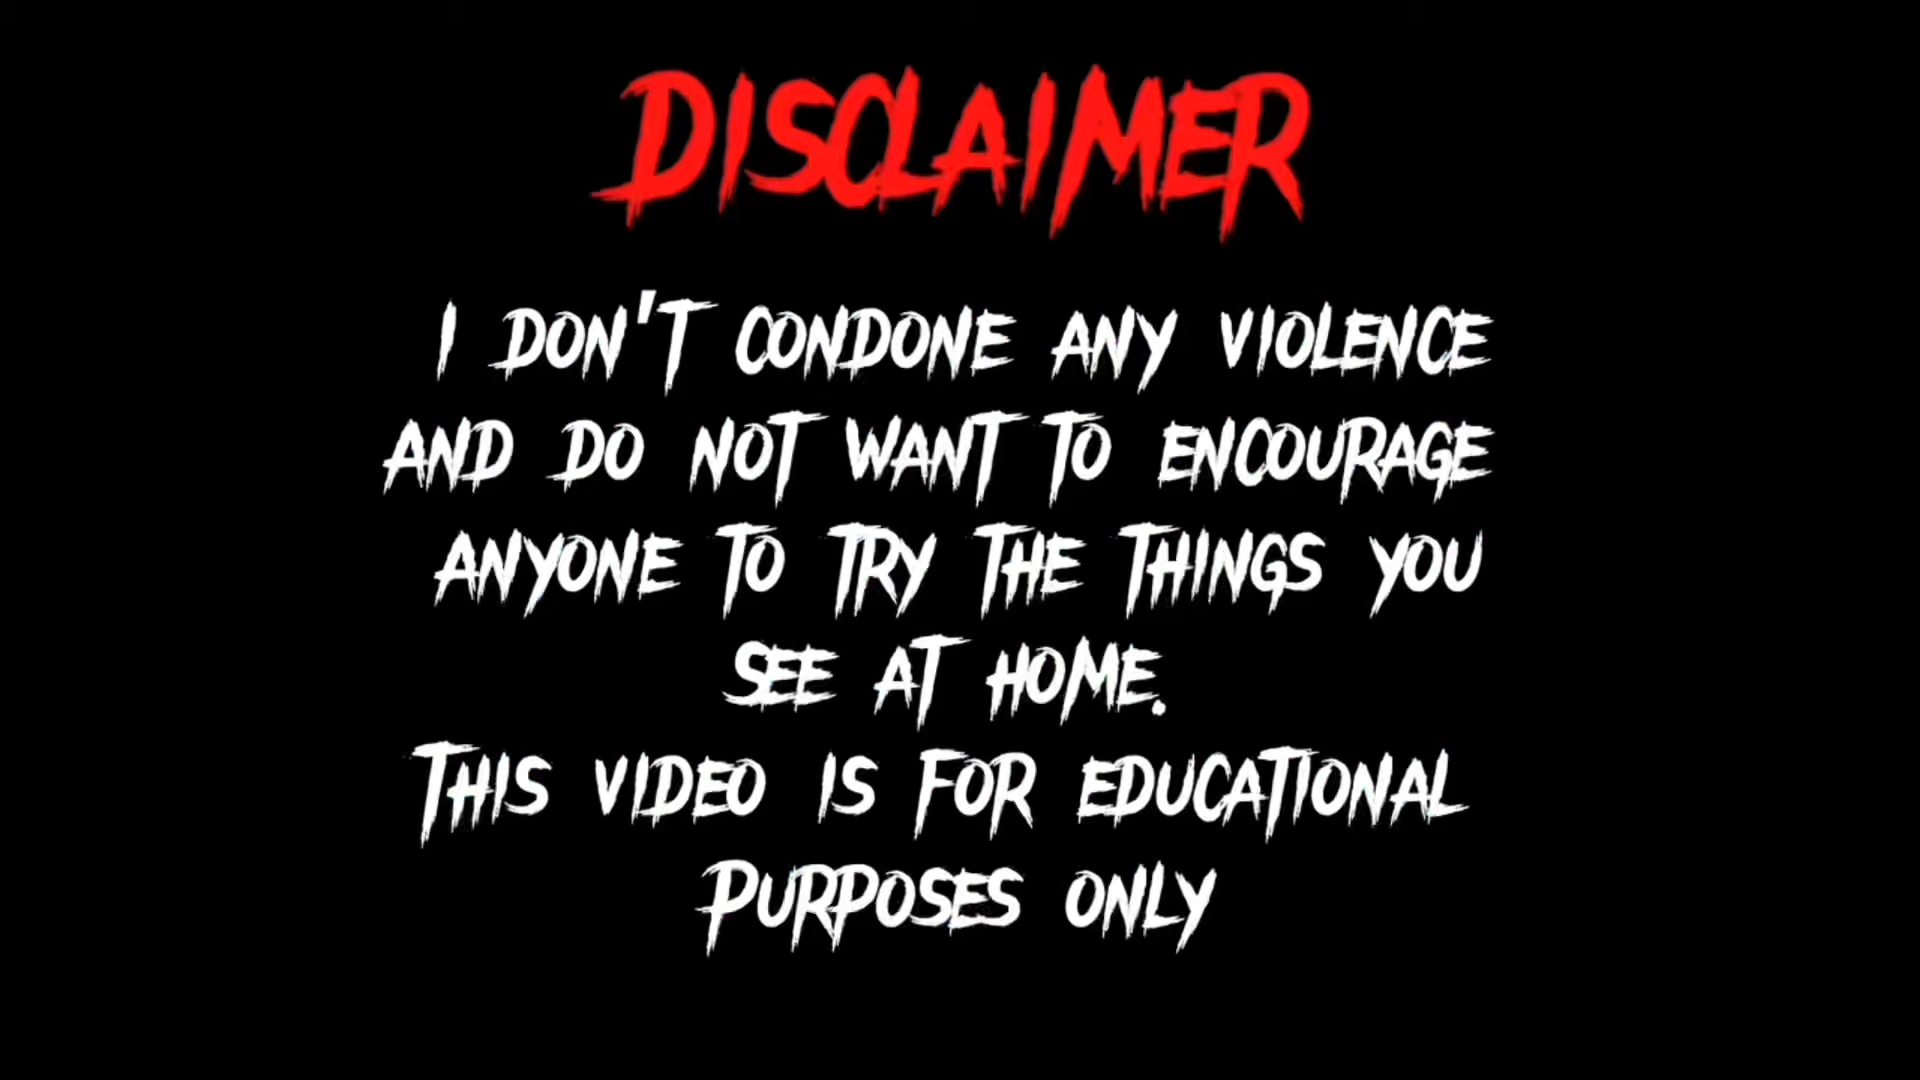 DISCLAIMER
I DON'T CONDONE ANY VIOLENCE
AND DO NOT WANT TO ENCOURAGE
ANYONE TO TRY THE THINGS YOU
SEE AT HOME.
THIS VIDEO IS FOR EDUCATIONAL
PURPOSES ONLY